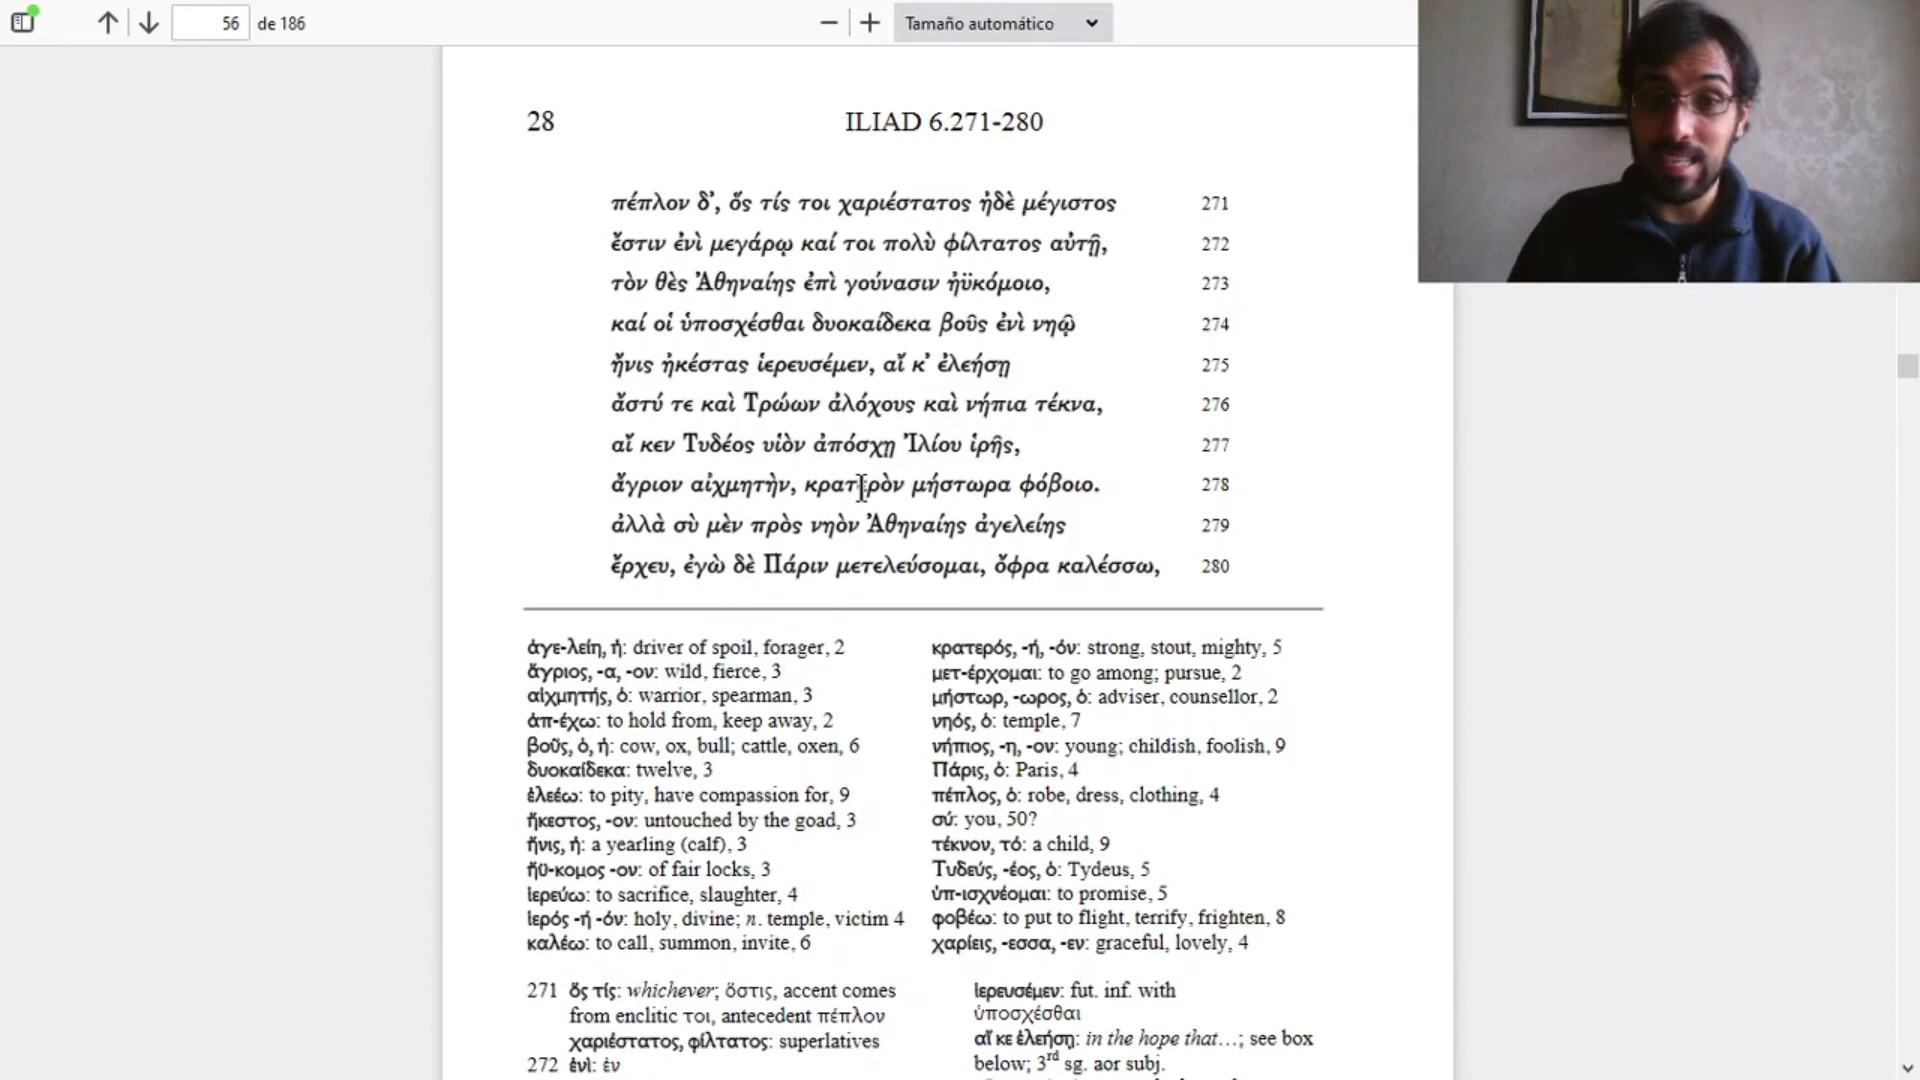 56 de 186 Tamaño automático
28 ILIAD 6.271-280
πέπλον δ’, ὅς τίς τοι χαριέστατος ἠδὲ μέγιστος 271
ἔστιν ἐνὶ μεγάρῳ καί τοι πολὺ φίλτατος αὐτῇ, 272
τὸν θὲς Ἀθηναίης ἐπὶ γούνασιν ἠϋκόμοιο, 273
καί οἱ ὑποσχέσθαι δυοκαίδεκα βοῦς ἐνὶ νηῷ 274
ἤνις ἠκέστας ἱερευσέμεν, αἴ κ’ ἐλεήσῃ 275
ἄστύ τε καὶ Τρώων ἀλόχους καὶ νήπια τέκνα, 276
αἴ κεν Τυδέος υἱὸν ἀπόσχῃ Ἰλίου ἱρῆς, 277
ἄγριον αἰχμητὴν, κρατερὸν μήστωρα φόβοιο. 278
ἀλλὰ σὺ μὲν πρὸς νηὸν Ἀθηναίης ἀγελείης 279
ἔρχευ, ἐγὼ δὲ Πάριν μετελεύσομαι, ὄφρα καλέσσω, 280
ἀγε-λείη, ἡ: driver of spoil, forager, 2
ἄγριος, -α, -ον: wild, fierce, 3
αἰχμητής, ὁ: warrior, spearman, 3
ἀπ-έχω: to hold from, keep away, 2
βοῦς, ὁ, ἡ: cow, ox, bull; cattle, oxen, 6
δυοκαίδεκα: twelve, 3
ἐλεέω: to pity, have compassion for, 9
ἤκεστος, -ον: untouched by the goad, 3
ἤνις, ἡ: a yearling (calf), 3
ἠΰ-κομος -ον: of fair locks, 3
ἱερεύω: to sacrifice, slaughter, 4
ἱερός -ή -όν: holy, divine; n. temple, victim 4
καλέω: to call, summon, invite, 6
κρατερός, -ή, -όν: strong, stout, mighty, 5
μετ-έρχομαι: to go among; pursue, 2
μήστωρ, -ωρος, ὁ: adviser, counsellor, 2
νηός, ὁ: temple, 7
νήπιος, -η, -ον: young; childish, foolish, 9
Πάρις, ὁ: Paris, 4
πέπλος, ὁ: robe, dress, clothing, 4
σύ: you, 50?
τέκνον, τό: a child, 9
Τυδεύς, -έος, ὁ: Tydeus, 5
ὑπ-ισχνέομαι: to promise, 5
φοβέω: to put to flight, terrify, frighten, 8
χαρίεις, -εσσα, -εν: graceful, lovely, 4
271 ὅς τίς: whichever; ὅστις, accent comes
from enclitic τοι, antecedent πέπλον
χαριέστατος, φίλτατος: superlatives
272 ἐνὶ: ἐν
ἱερευσέμεν: fut. inf. with
ὑποσχέσθαι
αἴ κε ἐλεήσῃ: in the hope that…; see box
below; 3rd sg. aor subj.